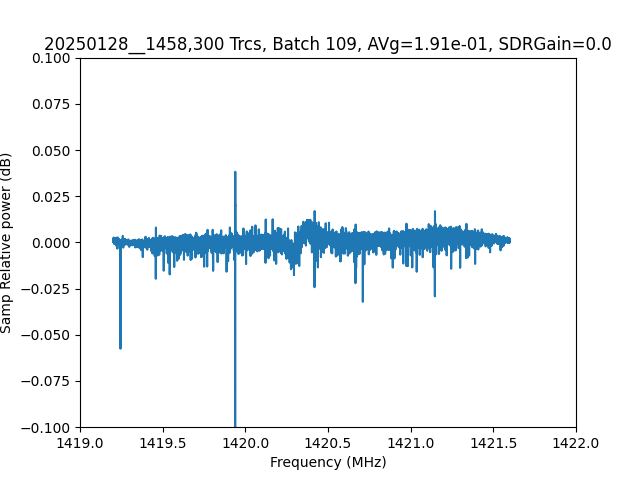 20250128__1458,300 Trcs, Batch 109, AVg=1.91e-01, SDRGain=0.0
0.100
0.075
0.050
0.025
0.000
−0.025
−0.050
−0.075
−0.100
Samp Relative power (dB)
1419.0 1419.5 1420.0 1420.5 1421.0 1421.5 1422.0
Frequency (MHz)